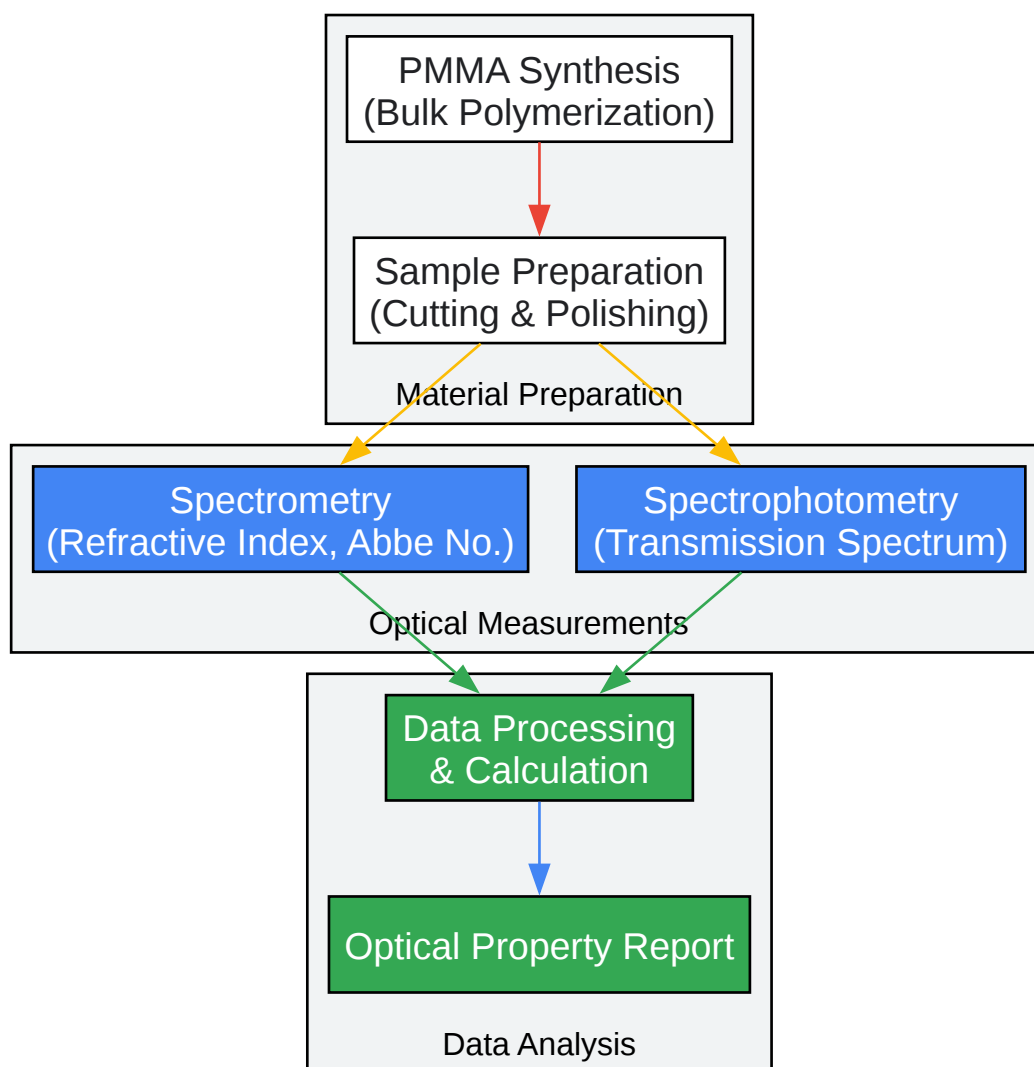 PMMA Synthesis
(Bulk Polymerization)
Sample Preparation
(Cutting & Polishing)
Material Preparation
Spectrometry
(Refractive Index, Abbe No.)
Spectrophotometry
(Transmission Spectrum)
Optical Measurements
Data Processing
& Calculation
Optical Property Report
Data Analysis